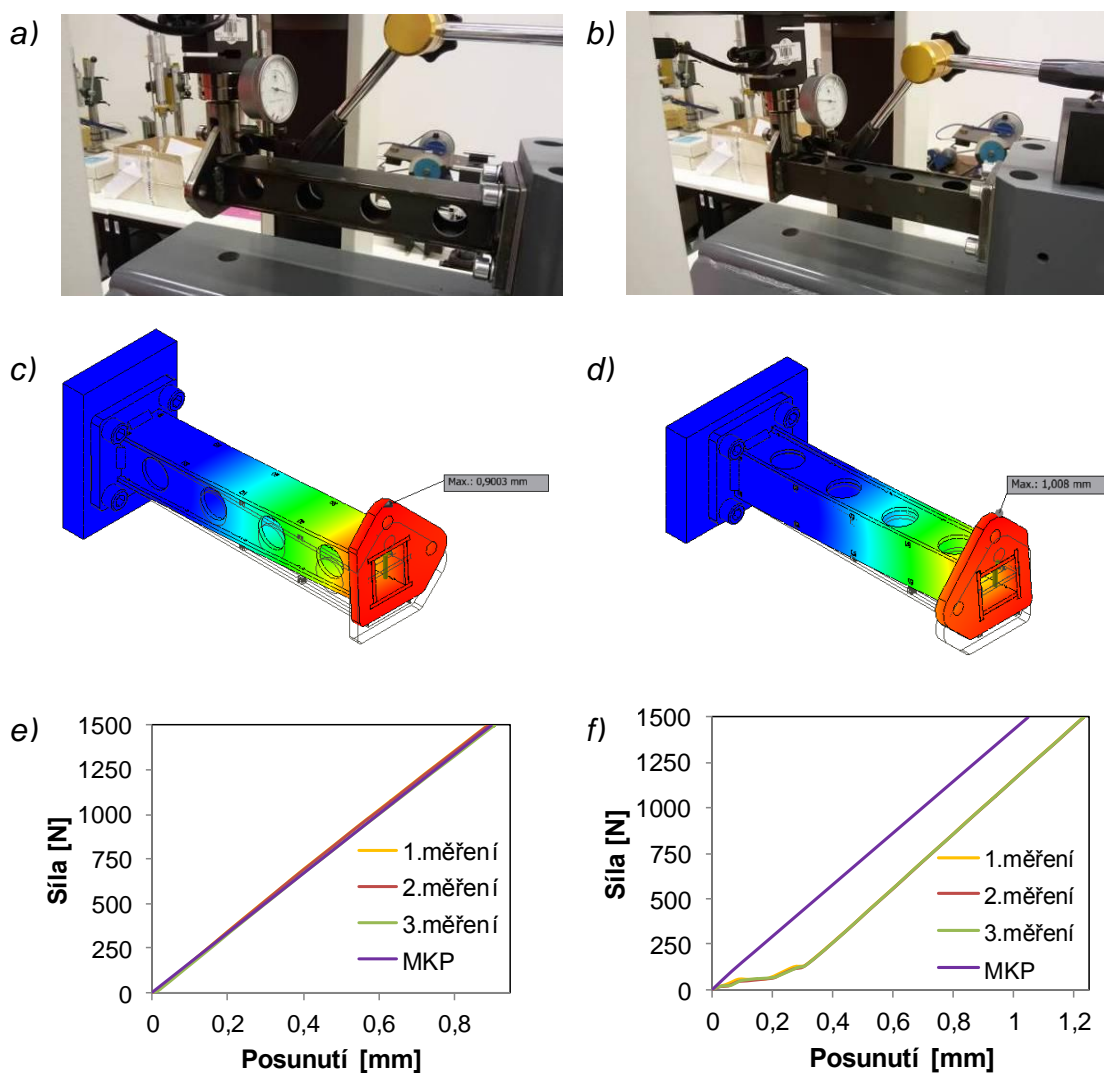 a)
b)
c)
Max.: 0,9003 mm
d)
Max.: 1,008 mm
e)
1500
1250
1000
750
500
250
0
Síla [N]
1.měření
2.měření
3.měření
MKP
0 0,2 0,4 0,6 0,8
Posunutí [mm]
f)
1500
1250
1000
750
500
250
0
Síla [N]
1.měření
2.měření
3.měření
MKP
0 0,2 0,4 0,6 0,8 1 1,2
Posunutí [mm]